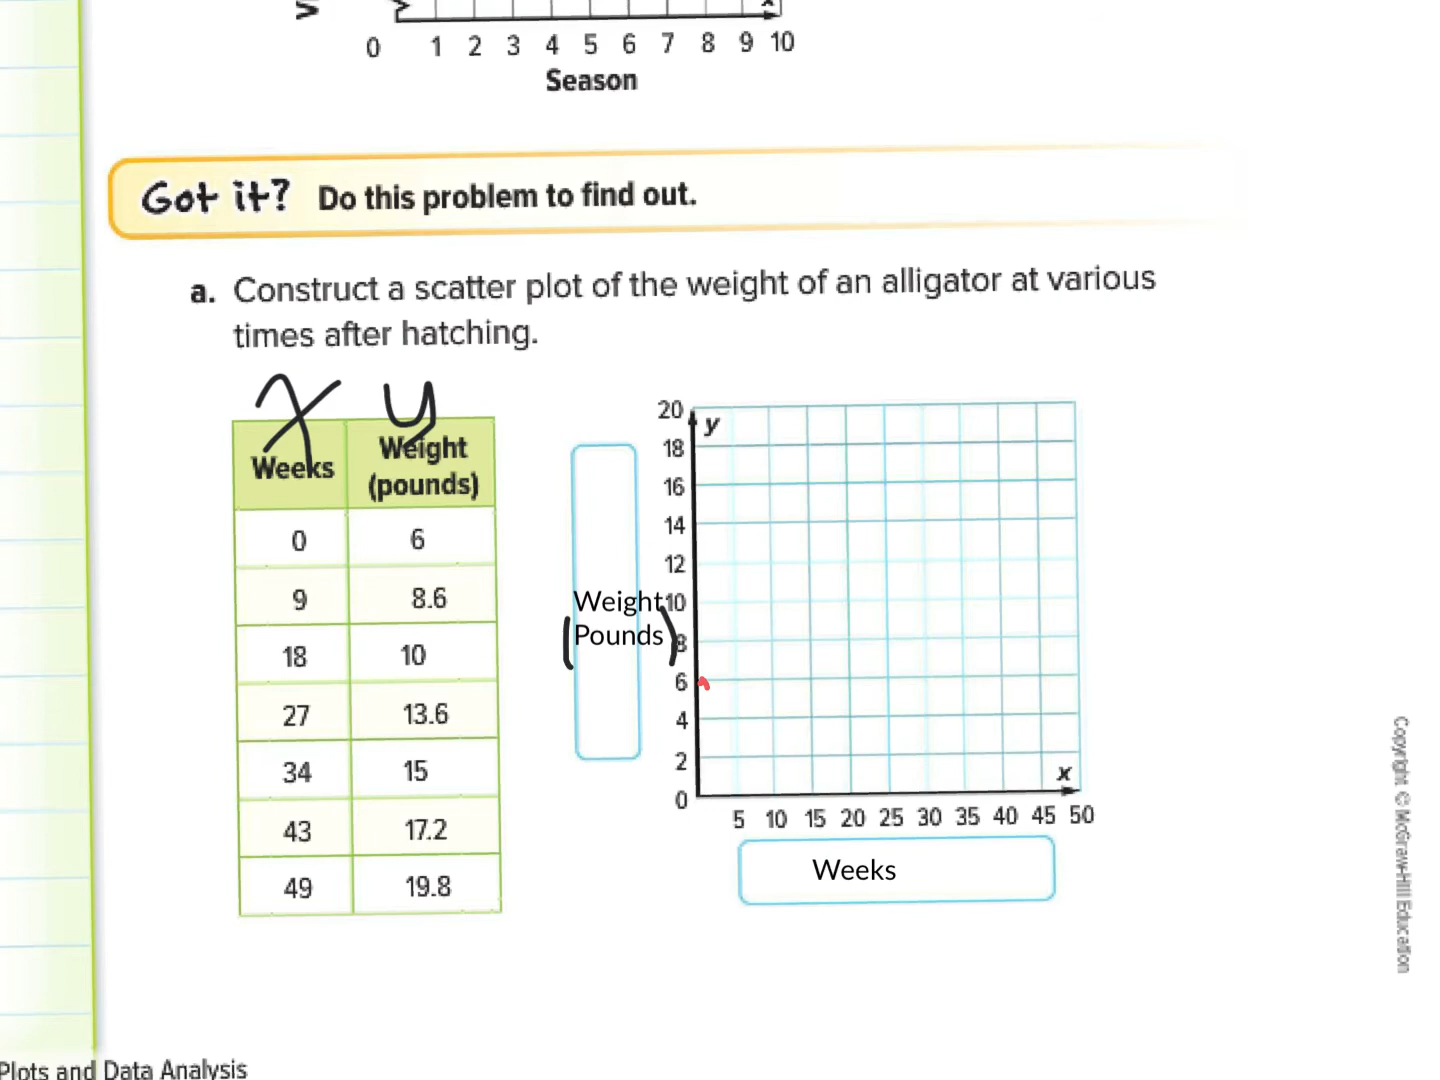 0 1 2 3 4 5 6 7 8 9 10
Season
Got it? Do this problem to find out.
a. Construct a scatter plot of the weight of an alligator at various
times after hatching.
x y
Weeks Weight
(pounds)
0 6
9 8.6
18 10
27 13.6
34 15
43 17.2
49 19.8
Weight
(Pounds)
20
y
18
16
14
12
10
8
6
4
2
x
0
5 10 15 20 25 30 35 40 45 50
Weeks
Copyright © McGraw-Hill Education
Plots and Data Analysis